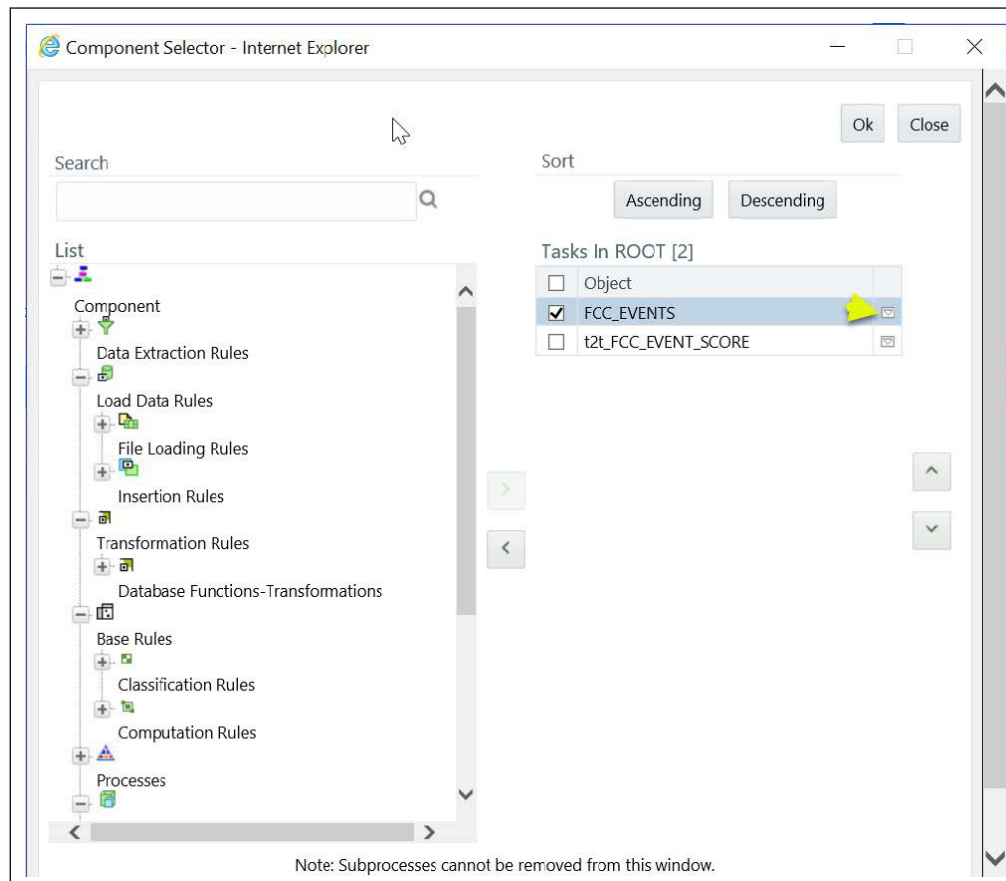 Component Selector - Internet Explorer
Ok Close
Search
Sort
Ascending Descending
List
Tasks In ROOT [2]
Object
FCC_EVENTS
t2t_FCC_EVENT_SCORE
Component
Data Extraction Rules
Load Data Rules
File Loading Rules
Insertion Rules
Transformation Rules
Database Functions-Transformations
Base Rules
Classification Rules
Computation Rules
Processes
Note: Subprocesses cannot be removed from this window.